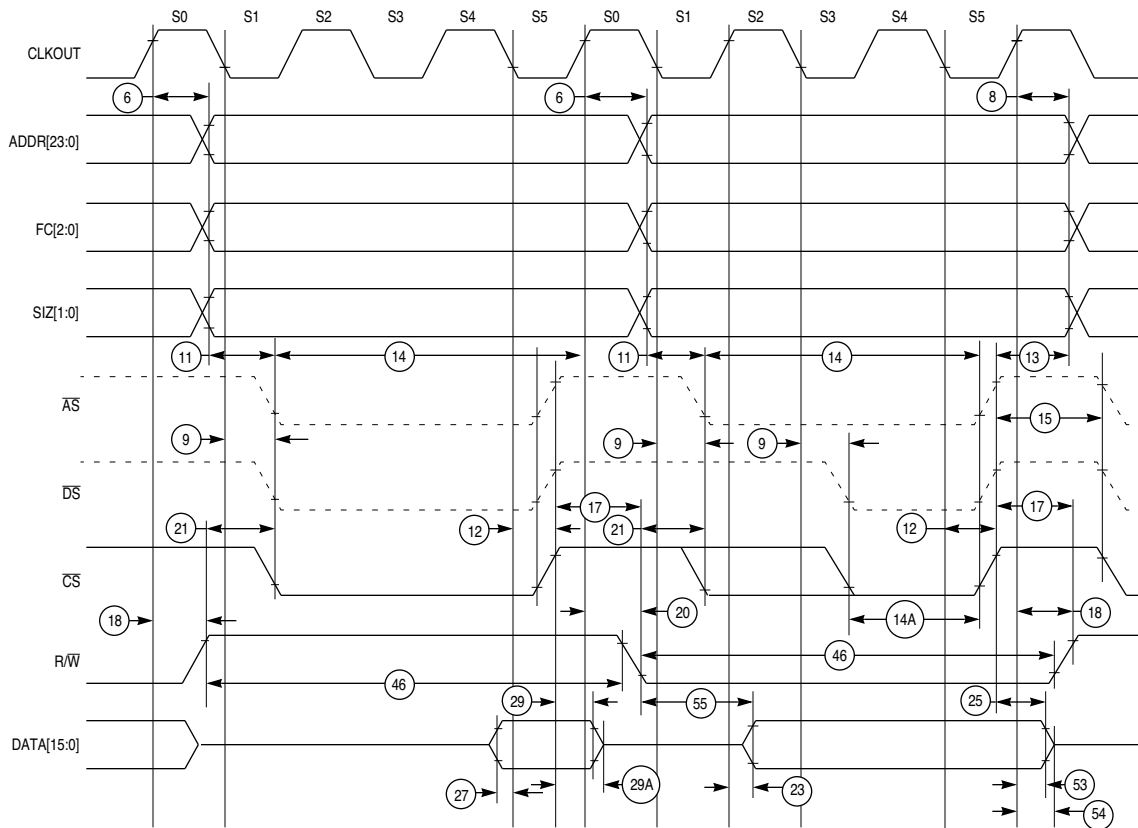 S0 S1 S2 S3 S4 S5 S0 S1 S2 S3 S4 S5
CLKOUT
6 6 8
ADDR[23:0]
FC[2:0]
SIZ[1:0]
11 14 11 14 13
AS
15
9 9 9
DS
17 17
21 12 21 12
CS
18 20 14A 18
R/W
46 46
29 55 25
DATA[15:0]
27 29A 23 53
54